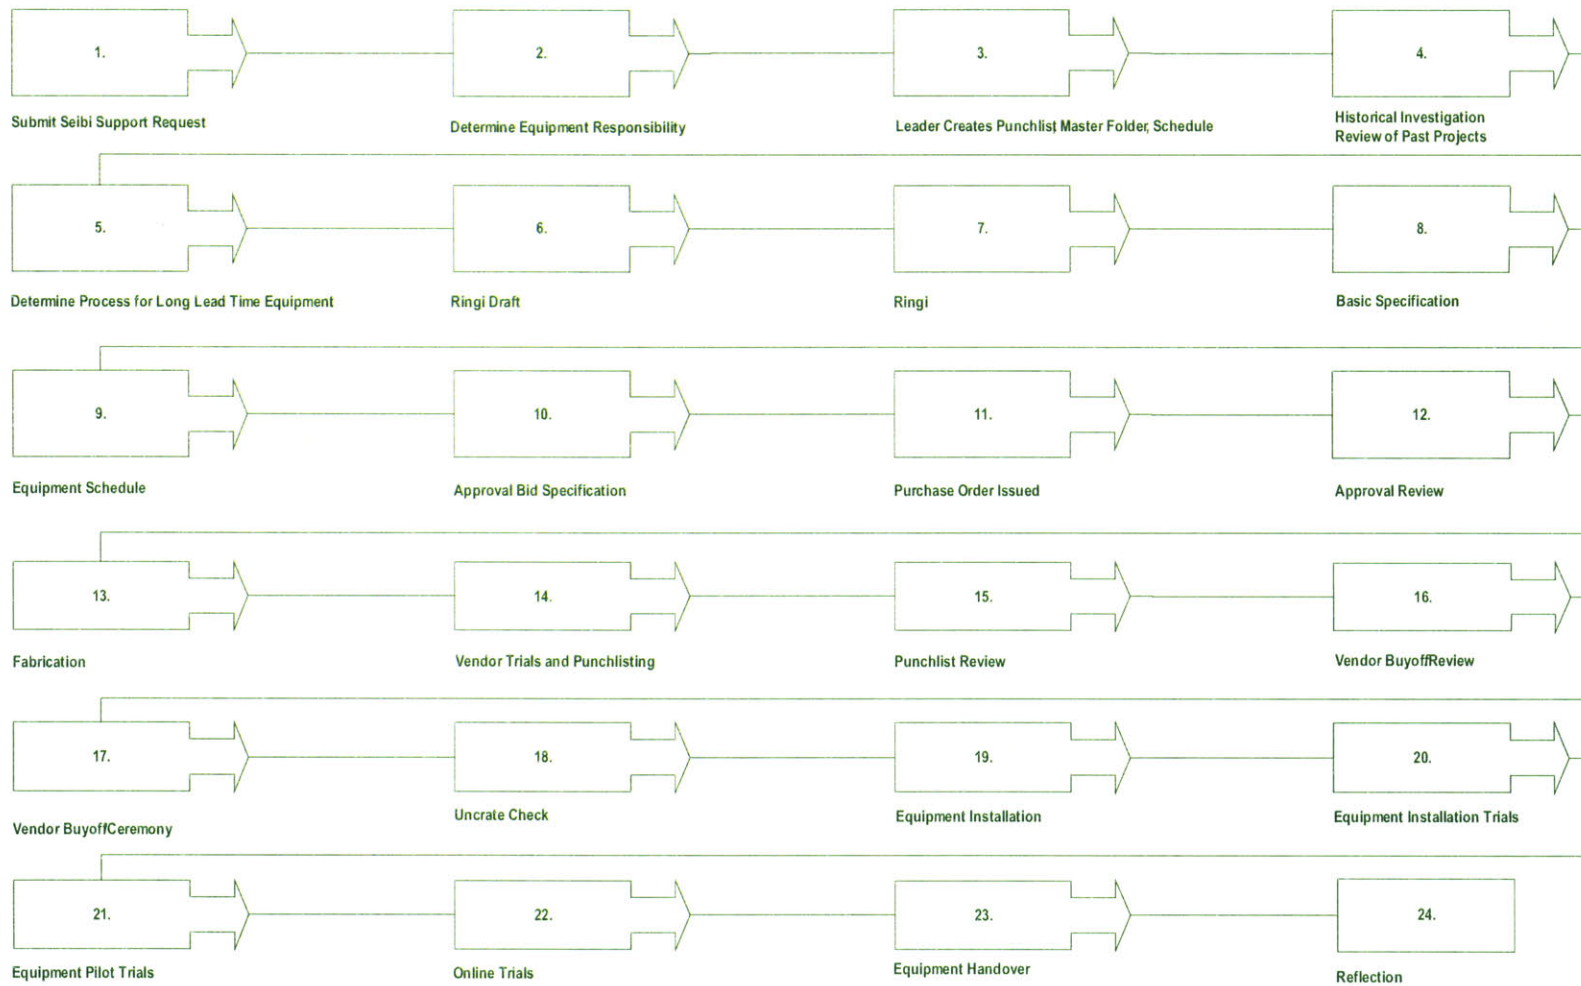 1.
2.
3.
4.
Submit Seibi Support Request
Determine Equipment Responsibility
Leader Creates Punchlist Master Folder, Schedule
Historical Investigation
Review of Past Projects
5.
6.
7.
8.
Determine Process for Long Lead Time Equipment
Ringi Draft
Ringi
Basic Specification
9.
10.
11.
12.
Equipment Schedule
Approval Bid Specification
Purchase Order Issued
Approval Review
13.
14.
15.
16.
Fabrication
Vendor Trials and Punchlisting
Punchlist Review
Vendor Buyoff Review
17.
18.
19.
20.
Vendor Buyoff Ceremony
Uncrate Check
Equipment Installation
Equipment Installation Trials
21.
22.
23.
24.
Equipment Pilot Trials
Online Trials
Equipment Handover
Reflection